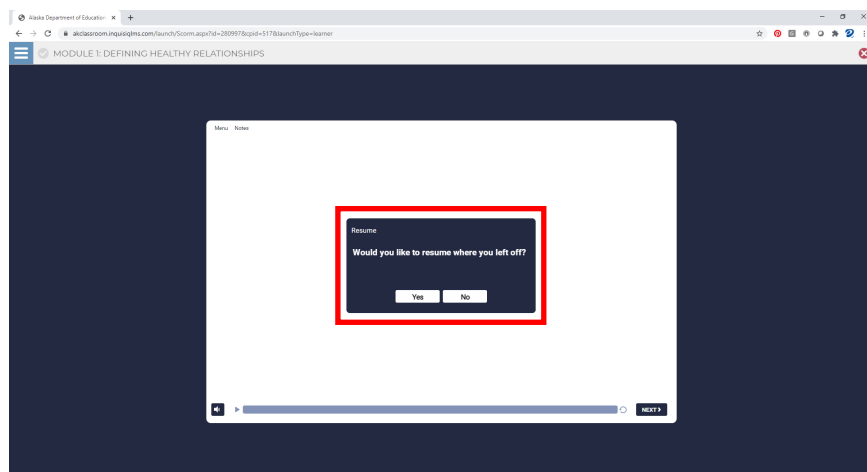 Alaska Department of Education
akclassroom.inquisiqlms.com/launch/Scorm.aspx?id=280997&cpid=517&launchType=learner
MODULE 1: DEFINING HEALTHY RELATIONSHIPS
Menu Notes
Resume
Would you like to resume where you left off?
Yes No
NEXT